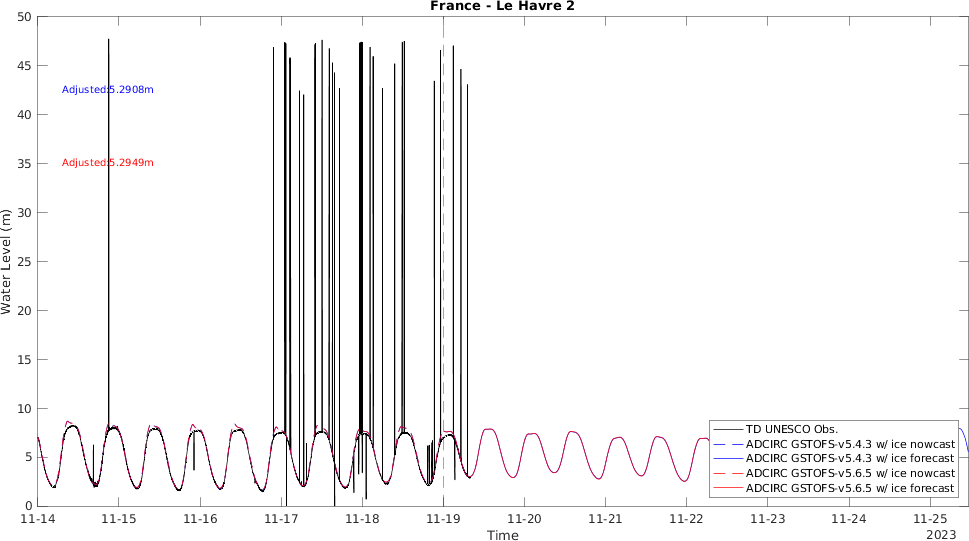 France - Le Havre 2
50
45
40
35
30
25
20
15
10
5
0
Water Level (m)
Adjusted:5.2908m
Adjusted:5.2949m
TD UNESCO Obs.
ADCIRC GSTOFS-v5.4.3 w/ ice nowcast
ADCIRC GSTOFS-v5.4.3 w/ ice forecast
ADCIRC GSTOFS-v5.6.5 w/ ice nowcast
ADCIRC GSTOFS-v5.6.5 w/ ice forecast
11-14 11-15 11-16 11-17 11-18 11-19 11-20 11-21 11-22 11-23 11-24 11-25
Time
2023